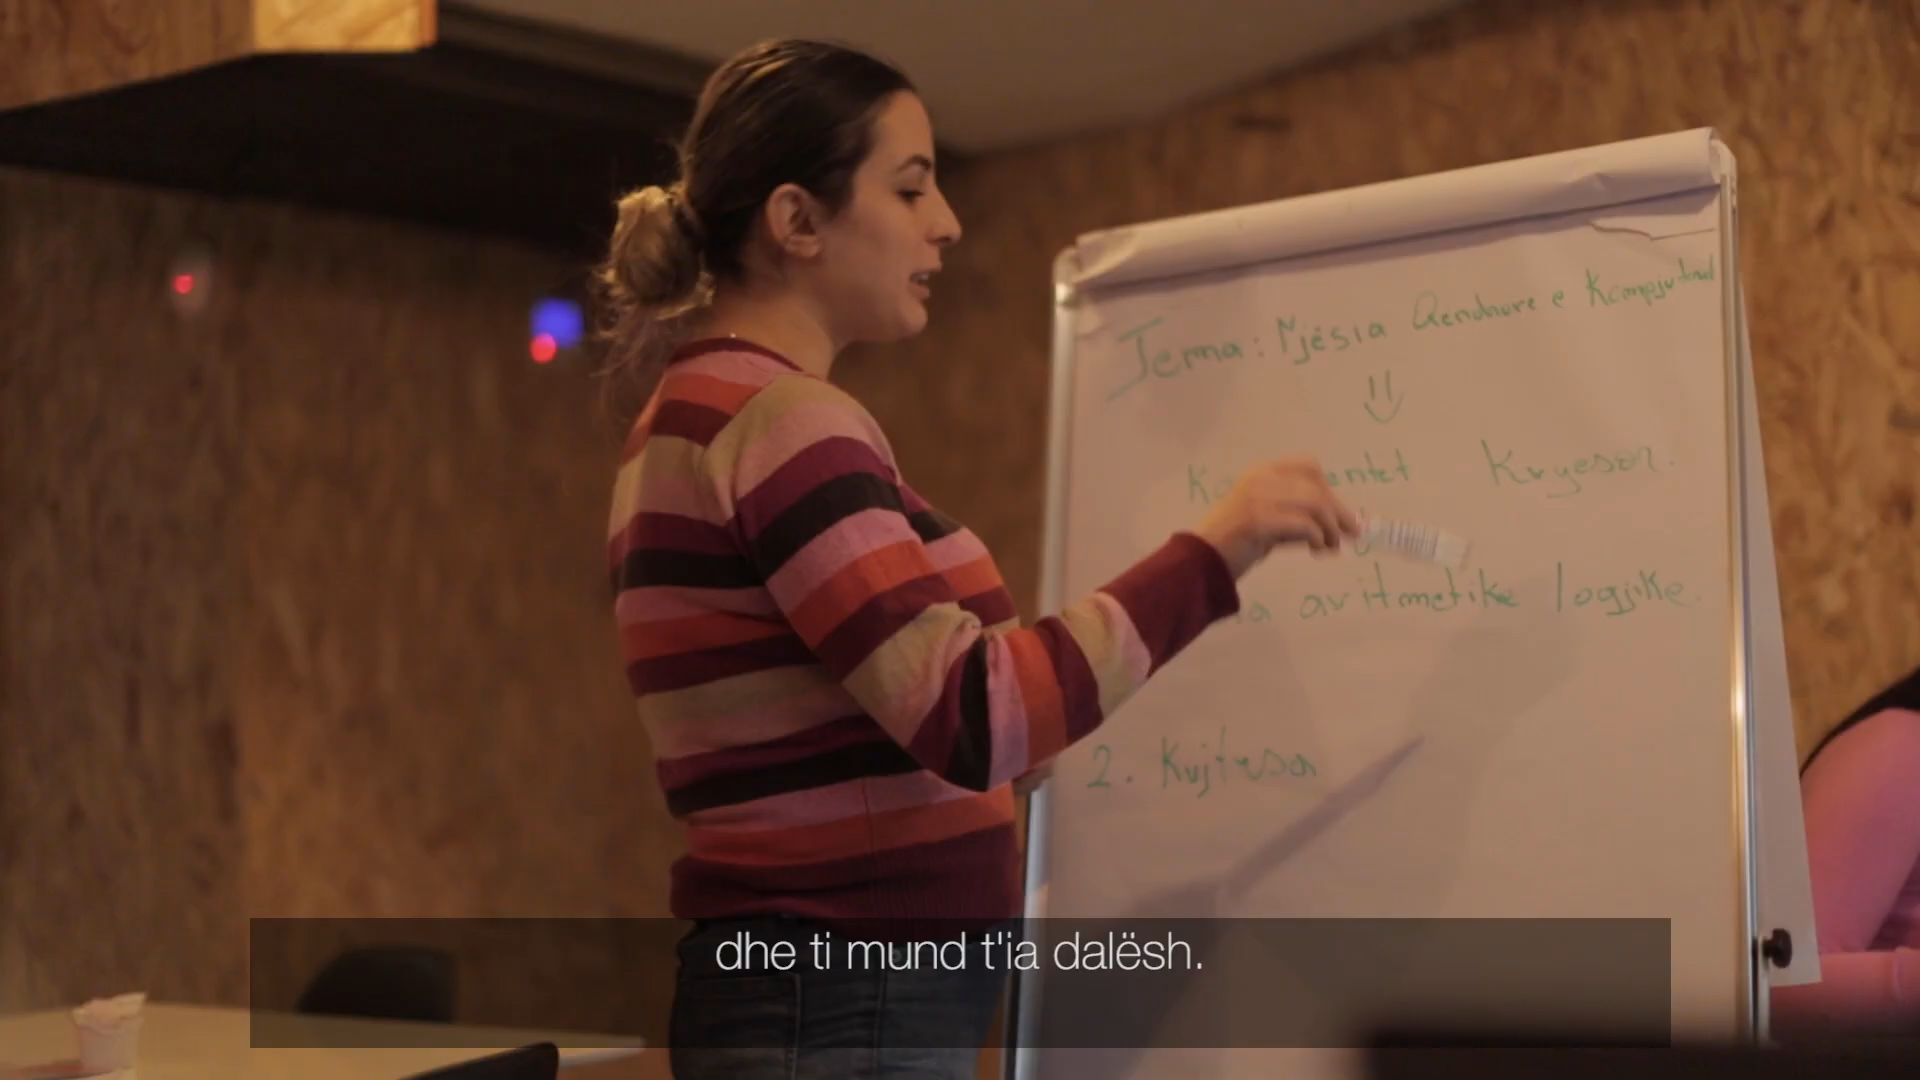 Tema: Njësia Qendrore e Kompjuterit
Kryesor.
aritmetike logjike.
2. Kujtesa
dhe ti mund t'ia dalësh.